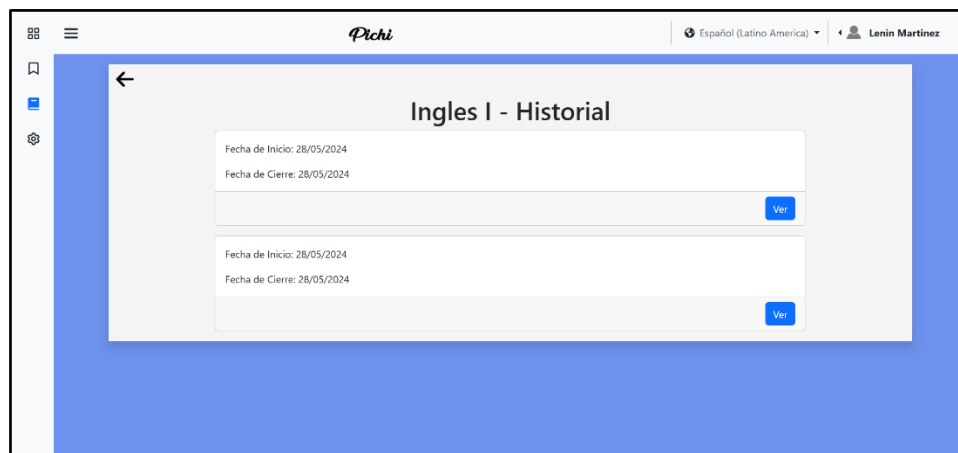 Pichi
Español (Latino America)
Lenin Martinez
Ingles I - Historial
Fecha de Inicio: 28/05/2024
Fecha de Cierre: 28/05/2024
Ver
Fecha de Inicio: 28/05/2024
Fecha de Cierre: 28/05/2024
Ver